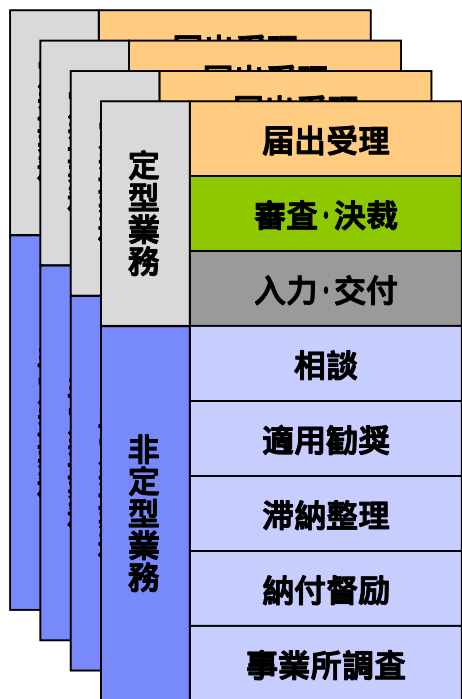 定型業務
届出受理
審査・決裁
入力・交付
非定型業務
相談
適用勧奨
滞納整理
納付督励
事業所調査